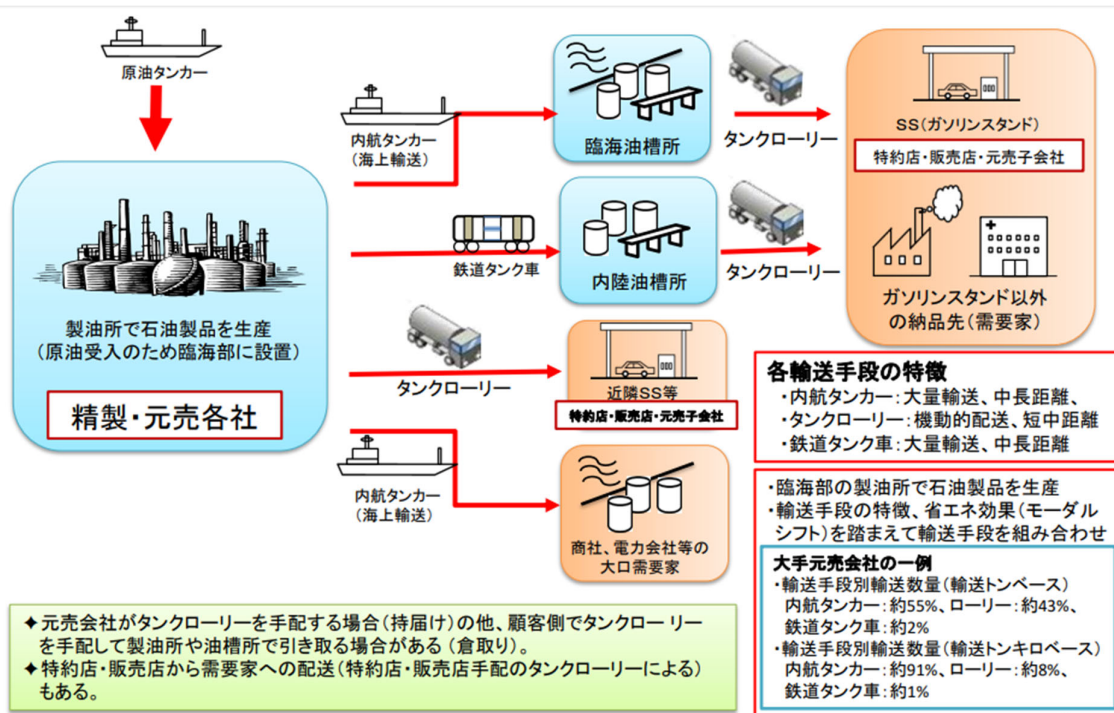 原油タンカー
製油所で石油製品を生産
(原油受入のため臨海部に設置)
精製・元売各社
内航タンカー
(海上輸送)
臨海油槽所
タンクローリー
SS(ガソリンスタンド)
特約店・販売店・元売子会社
鉄道タンク車
内陸油槽所
タンクローリー
ガソリンスタンド以外
の納品先(需要家)
タンクローリー
近隣SS等
特約店・販売店・元売子会社
内航タンカー
(海上輸送)
商社、電力会社等の
大口需要家
各輸送手段の特徴
・内航タンカー:大量輸送、中長距離、
・タンクローリー:機動的配送、短中距離
・鉄道タンク車:大量輸送、中長距離
・臨海部の製油所で石油製品を生産
・輸送手段の特徴、省エネ効果(モーダル
シフト)を踏まえて輸送手段を組み合わせ
大手元売会社の一例
・輸送手段別輸送数量(輸送トンベース)
内航タンカー:約55%、ローリー:約43%、
鉄道タンク車:約2%
・輸送手段別輸送数量(輸送トンキロベース)
内航タンカー:約91%、ローリー:約8%、
鉄道タンク車:約1%
✦元売会社がタンクローリーを手配する場合(持届け)の他、顧客側でタンクロー リー
を手配して製油所や油槽所で引き取る場合がある (倉取り)。
✦特約店・販売店から需要家への配送(特約店・販売店手配のタンクローリーによる)
もある。